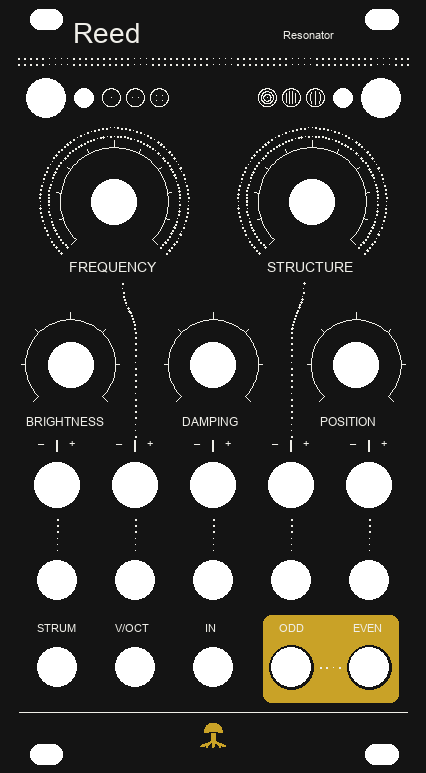 Reed
Resonator
FREQUENCY STRUCTURE
BRIGHTNESS DAMPING POSITION
– + – + – + – + – +
STRUM V/OCT IN ODD EVEN